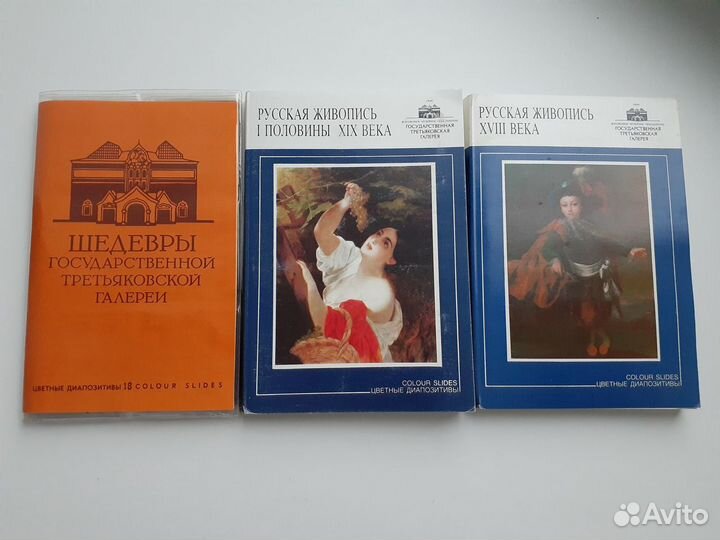 ШЕДЕВРЫ
ГОСУДАРСТВЕННОЙ
ТРЕТЬЯКОВСКОЙ
ГАЛЕРЕИ
ЦВЕТНЫЕ ДИАПОЗИТИВЫ 18 COLOUR SLIDES
РУССКАЯ ЖИВОПИСЬ
I ПОЛОВИНЫ XIX ВЕКА
ГОСУДАРСТВЕННАЯ
ТРЕТЬЯКОВСКАЯ
ГАЛЕРЕЯ
COLOUR SLIDES
ЦВЕТНЫЕ ДИАПОЗИТИВЫ
РУССКАЯ ЖИВОПИСЬ
XVIII ВЕКА
ГОСУДАРСТВЕННАЯ
ТРЕТЬЯКОВСКАЯ
ГАЛЕРЕЯ
COLOUR SLIDES
ЦВЕТНЫЕ ДИАПОЗИТИВЫ
Avito